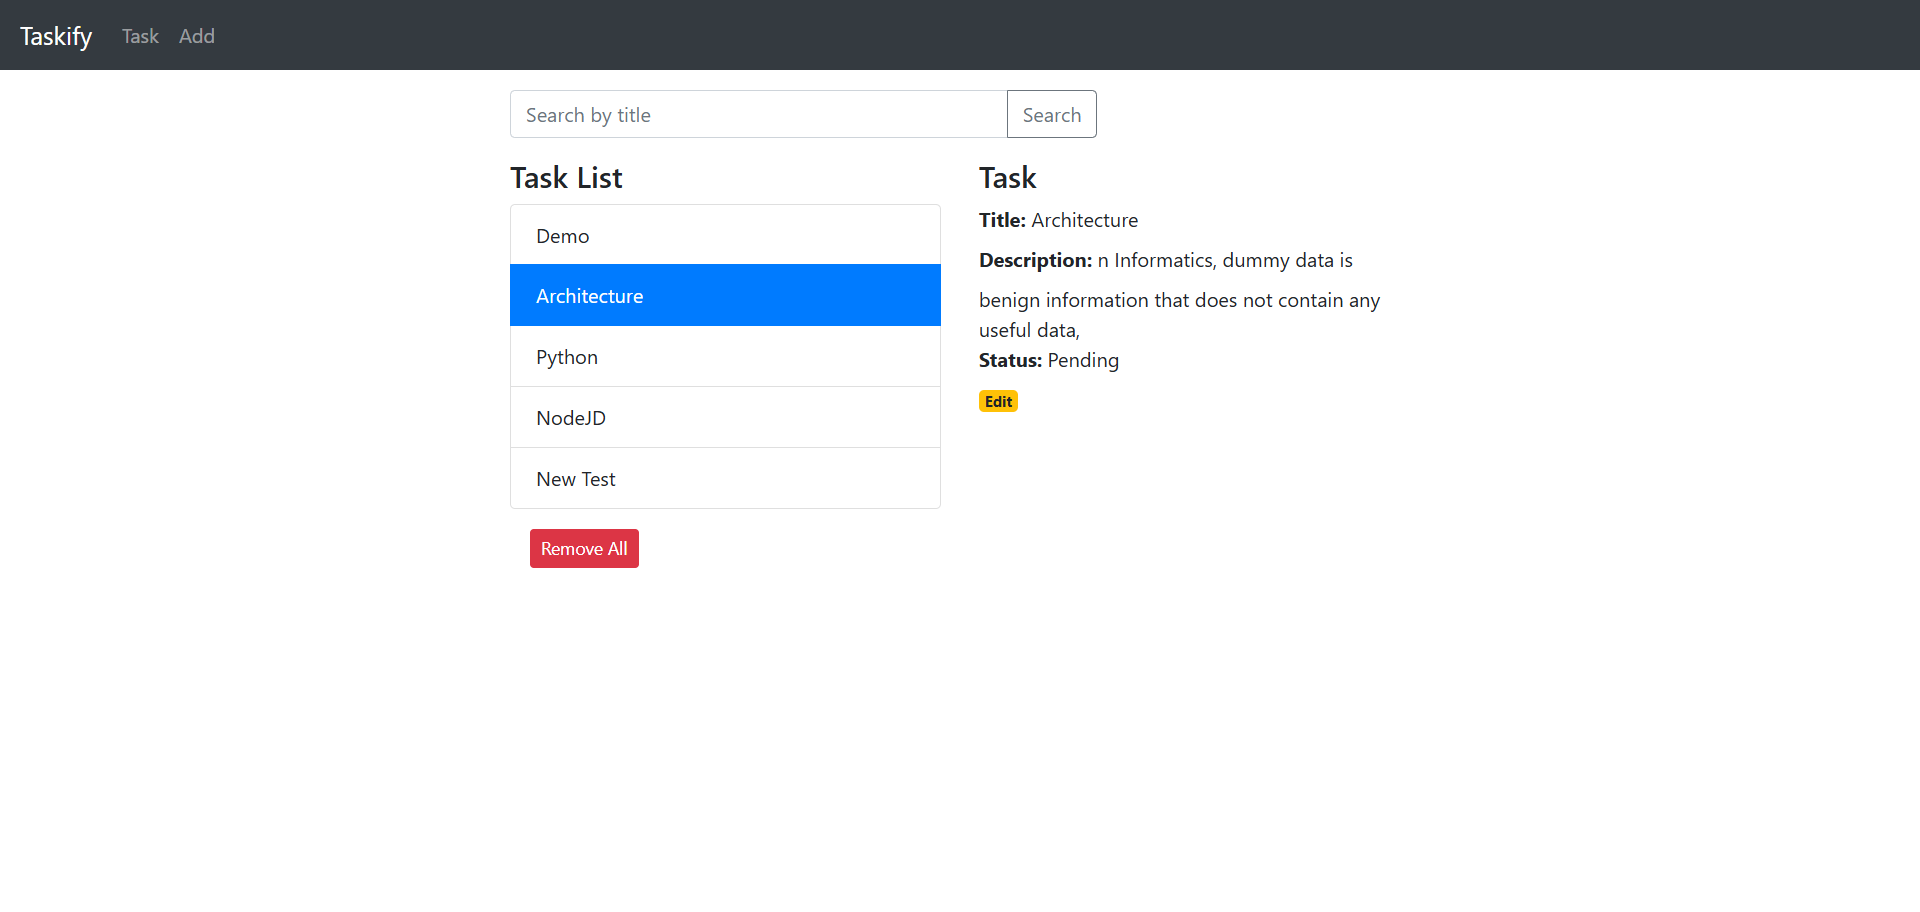 Taskify Task Add
Search by title Search
Task List
Demo
Architecture
Python
NodeJD
New Test
Remove All
Task
Title: Architecture
Description: n Informatics, dummy data is
benign information that does not contain any
useful data,
Status: Pending
Edit